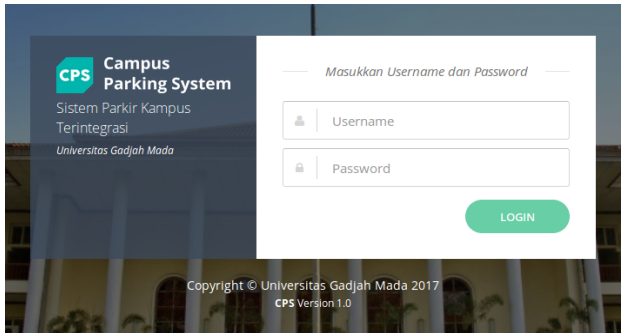 CPS
Campus
Parking System
Sistem Parkir Kampus
Terintegrasi
Universitas Gadjah Mada
Masukkan Username dan Password
Username
Password
LOGIN
Copyright © Universitas Gadjah Mada 2017
CPS Version 1.0